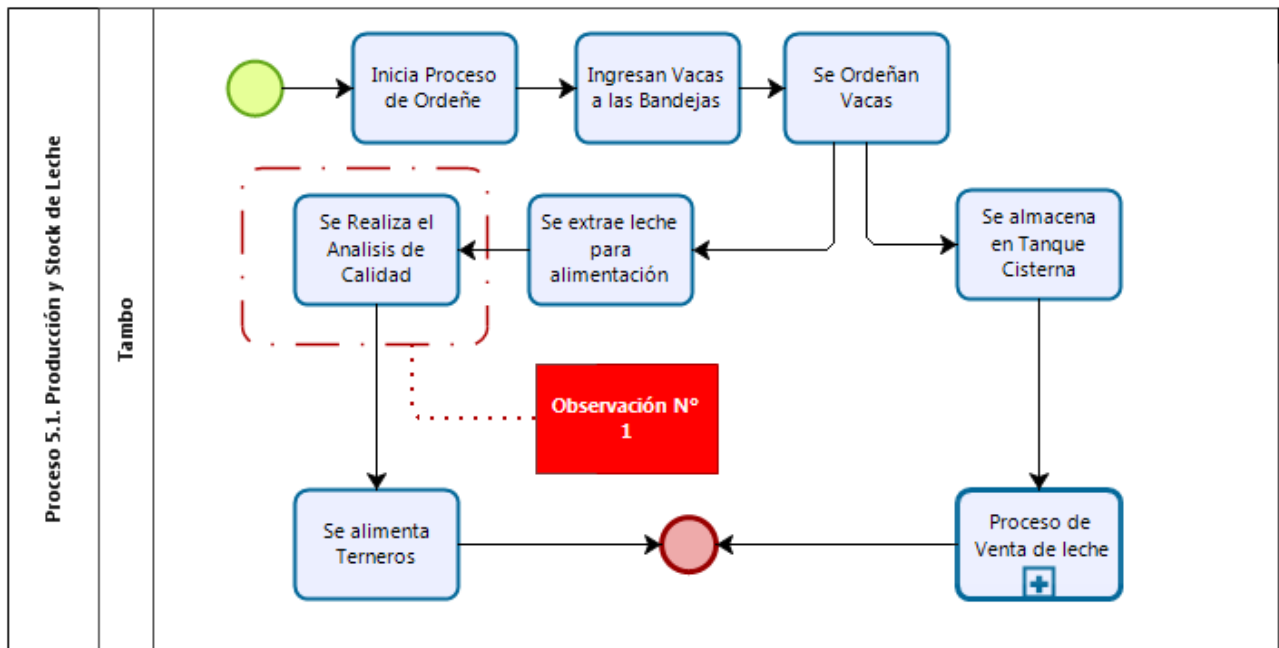 Proceso 5.1. Producción y Stock de Leche
Tambo
Inicia Proceso
de Ordeñe
Ingresan Vacas
a las Bandejas
Se Ordeñan
Vacas
Se Realiza el
Analisis de
Calidad
Se extrae leche
para
alimentación
Se almacena
en Tanque
Cisterna
Observación N°
1
Se alimenta
Terneros
Proceso de
Venta de leche